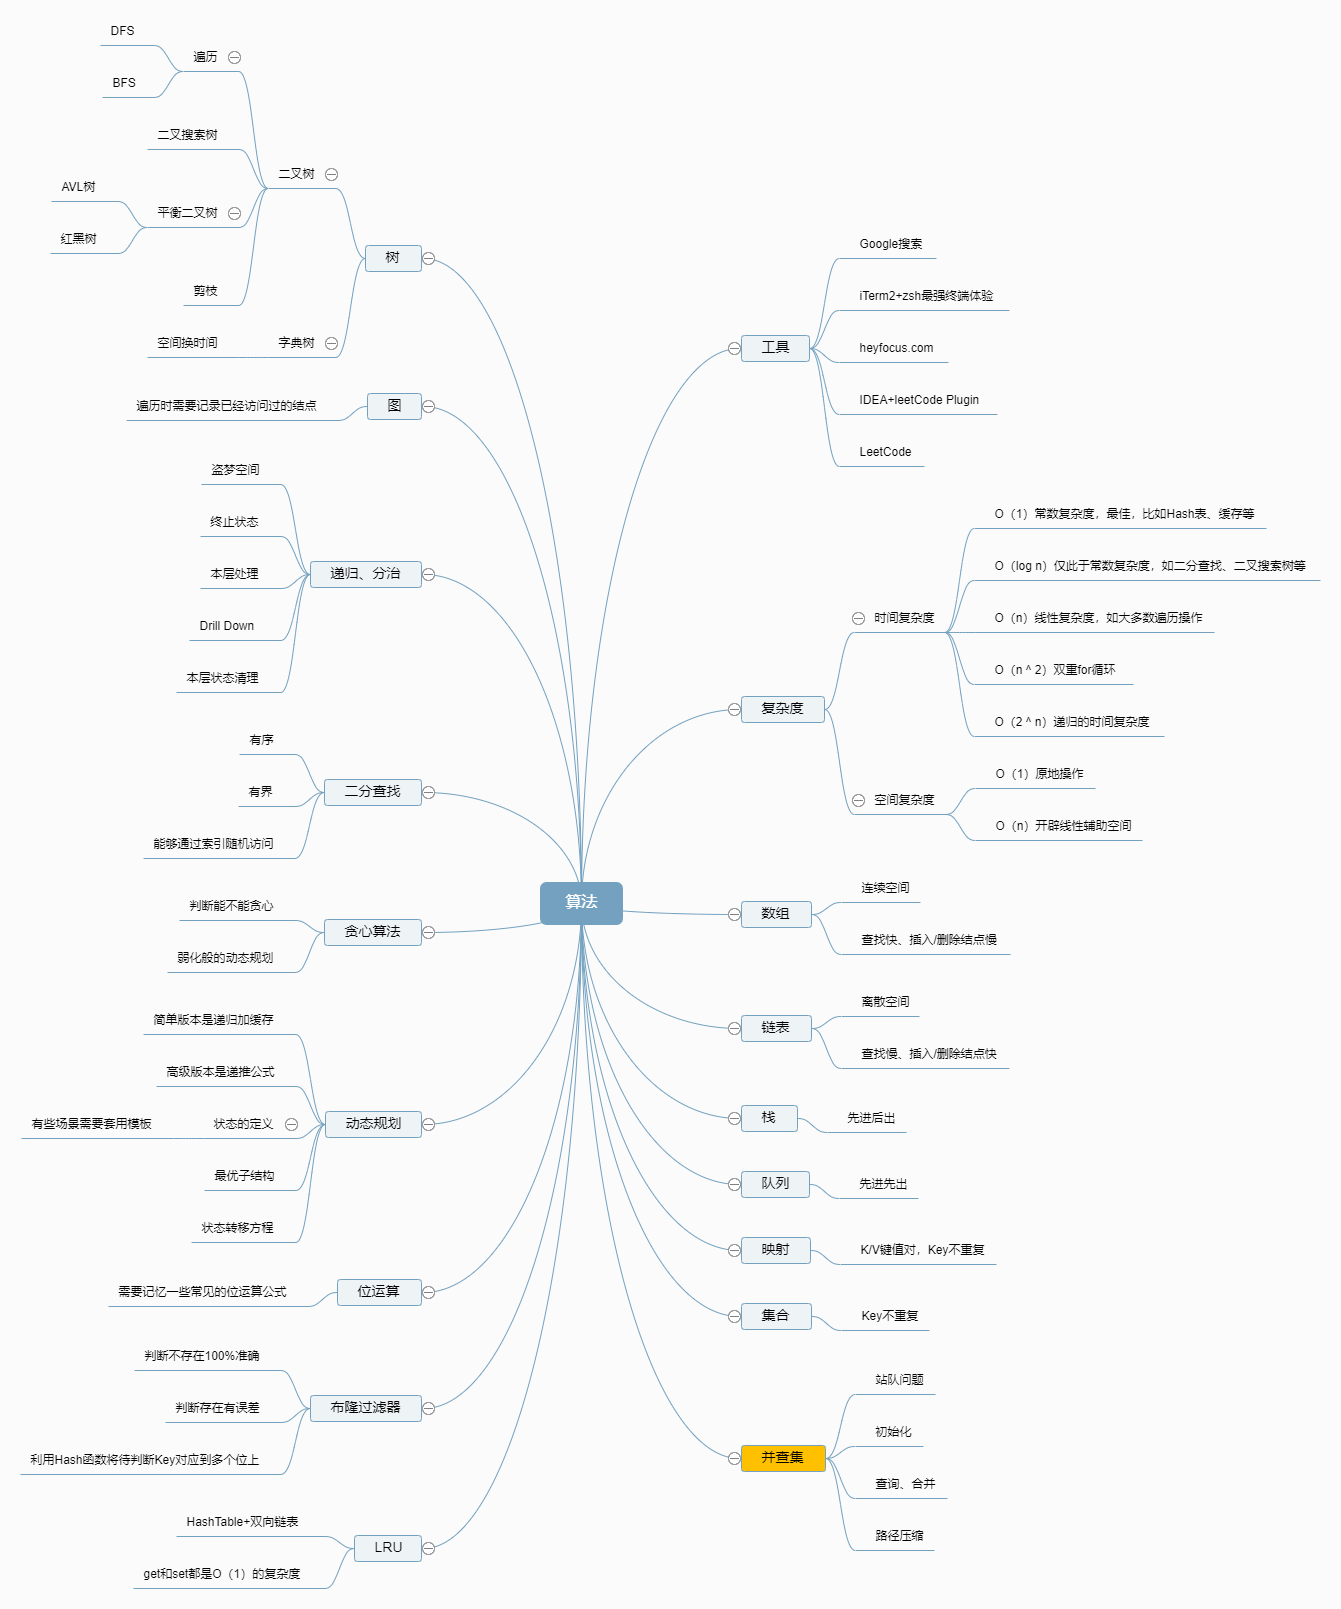 算法
工具
Google搜索
iTerm2+zsh最强终端体验
heyfocus.com
IDEA+leetCode Plugin
LeetCode
复杂度
时间复杂度
O（1）常数复杂度，最佳，比如Hash表、缓存等
O（log n）仅此于常数复杂度，如二分查找、二叉搜索树等
O（n）线性复杂度，如大多数遍历操作
O（n ^ 2）双重for循环
O（2 ^ n）递归的时间复杂度
空间复杂度
O（1）原地操作
O（n）开辟线性辅助空间
数组
连续空间
查找快、插入/删除结点慢
链表
离散空间
查找慢、插入/删除结点快
栈
先进后出
队列
先进先出
映射
K/V键值对，Key不重复
集合
Key不重复
并查集
站队问题
初始化
查询、合并
路径压缩
树
二叉树
遍历
DFS
BFS
二叉搜索树
平衡二叉树
AVL树
红黑树
剪枝
字典树
空间换时间
图
遍历时需要记录已经访问过的结点
递归、分治
盗梦空间
终止状态
本层处理
Drill Down
本层状态清理
二分查找
有序
有界
能够通过索引随机访问
贪心算法
判断能不能贪心
弱化般的动态规划
动态规划
简单版本是递归加缓存
高级版本是递推公式
状态的定义
有些场景需要套用模板
最优子结构
状态转移方程
位运算
需要记忆一些常见的位运算公式
布隆过滤器
判断不存在100%准确
判断存在有误差
利用Hash函数将待判断Key对应到多个位上
LRU
HashTable+双向链表
get和set都是O（1）的复杂度